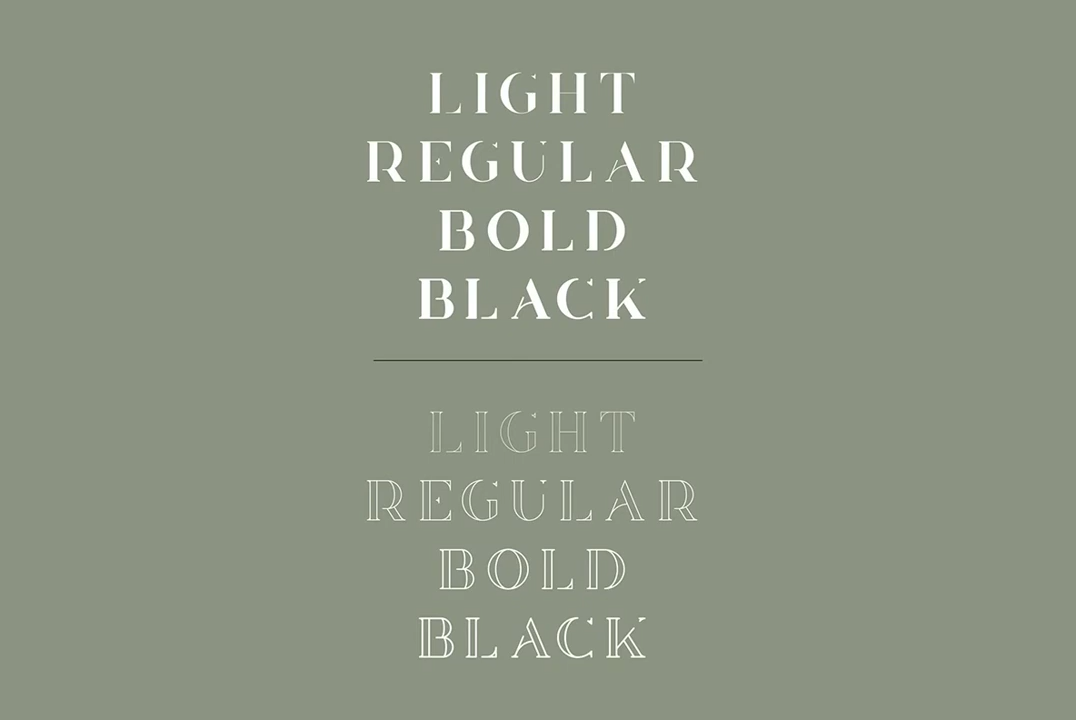 LIGHT
REGULAR
BOLD
BLACK
LIGHT
REGULAR
BOLD
BLACK